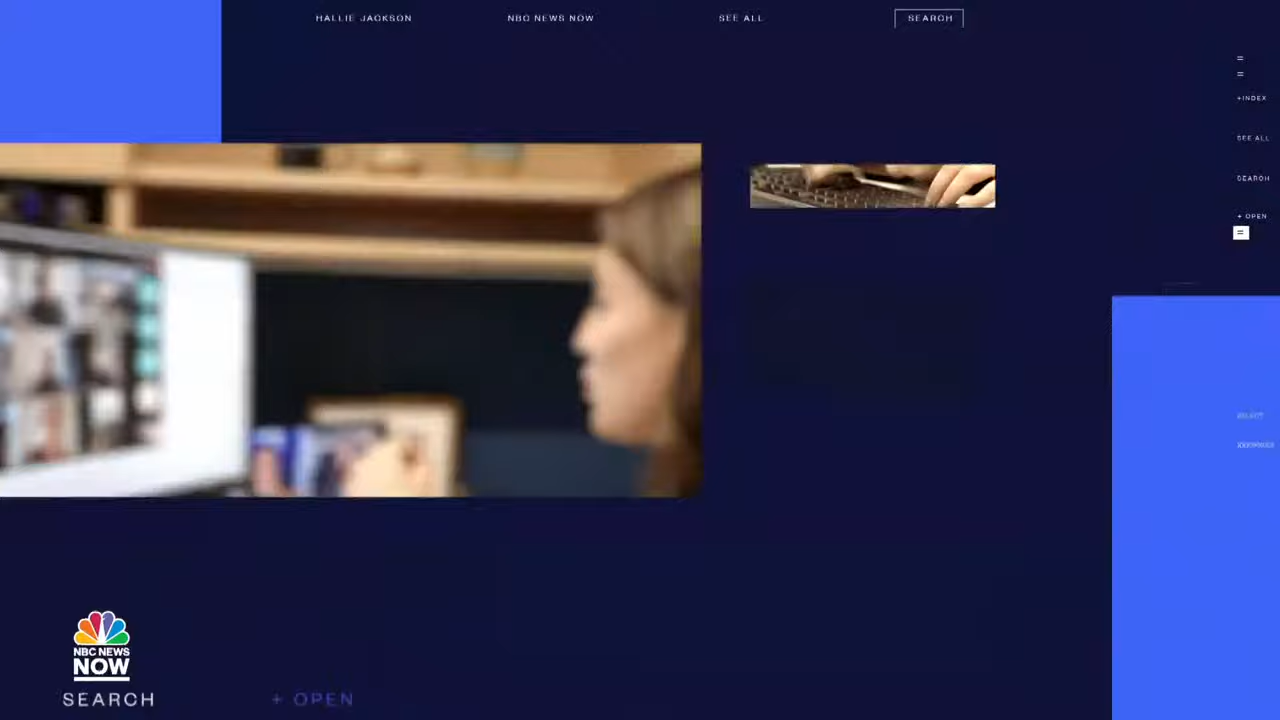 HALLIE JACKSON
NBC NEWS NOW
SEE ALL
SEARCH
=
=
+INDEX
SEE ALL
SEARCH
+ OPEN
=
NBC NEWS
NOW
SEARCH
+ OPEN